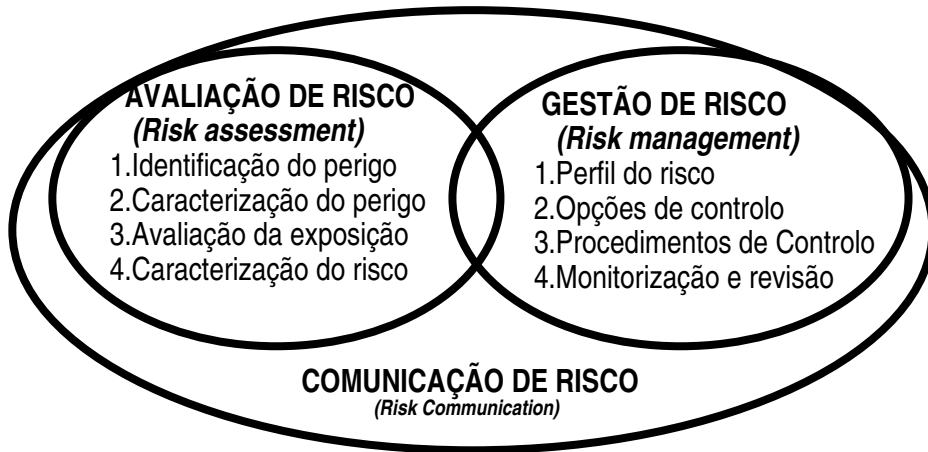 AVALIAÇÃO DE RISCO
(Risk assessment)
1.Identificação do perigo
2.Caracterização do perigo
3.Avaliação da exposição
4.Caracterização do risco
GESTÃO DE RISCO
(Risk management)
1.Perfil do risco
2.Opções de controlo
3.Procedimentos de Controlo
4.Monitorização e revisão
COMUNICAÇÃO DE RISCO
(Risk Communication)